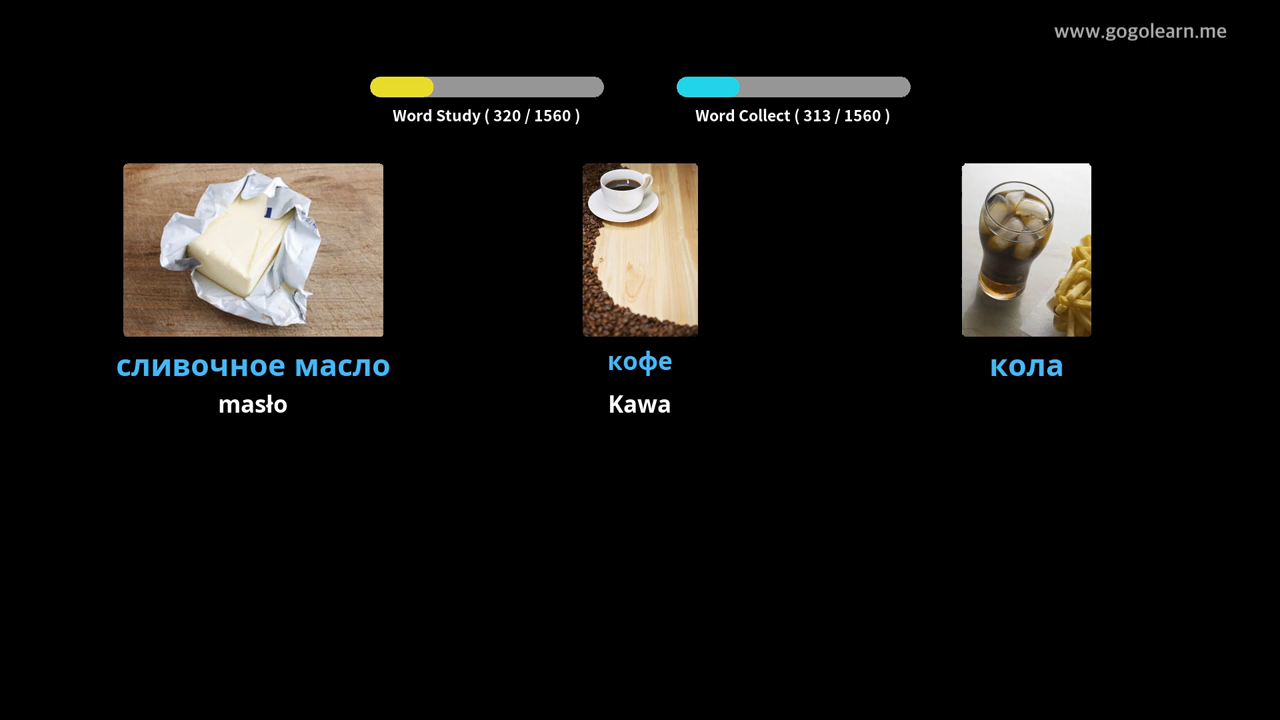 www.gogolearn.me
Word Study ( 320 / 1560 )
Word Collect ( 313 / 1560 )
сливочное масло
кофе
кола
masło
Kawa